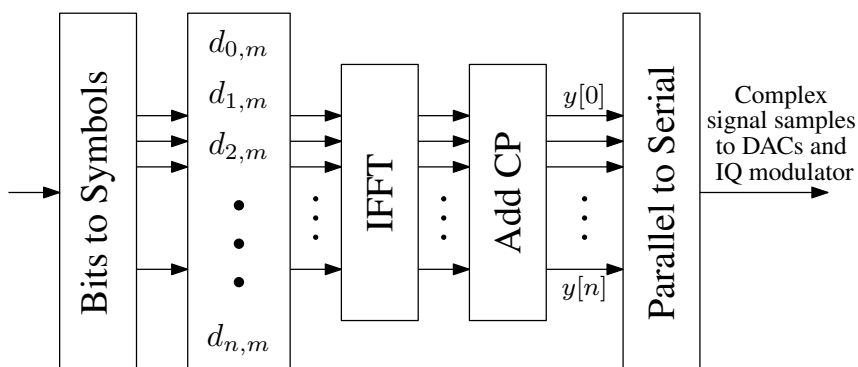 Bits to Symbols
d_{0,m}
d_{1,m}
d_{2,m}
d_{n,m}
IFFT
Add CP
y[0]
y[n]
Parallel to Serial
Complex
signal samples
to DACs and
IQ modulator